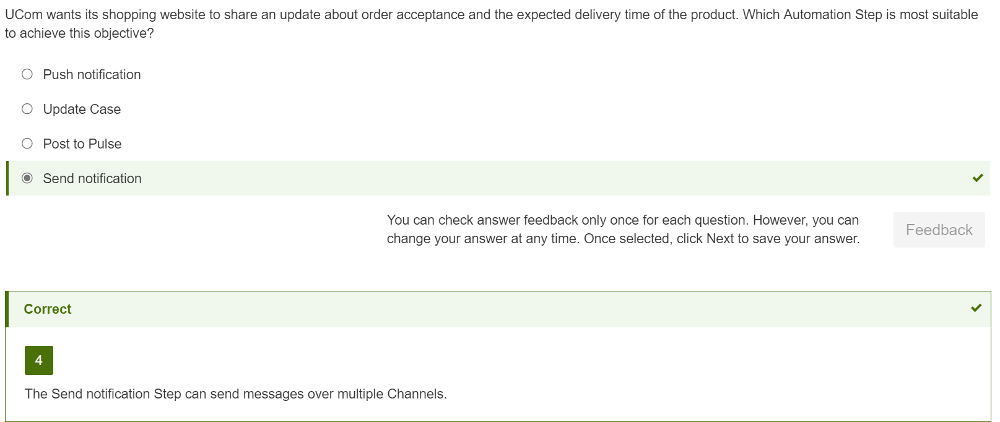 UCom wants its shopping website to share an update about order acceptance and the expected delivery time of the product. Which Automation Step is most suitable
to achieve this objective?
Push notification
Update Case
Post to Pulse
Send notification
You can check answer feedback only once for each question. However, you can
change your answer at any time. Once selected, click Next to save your answer.
Feedback
Correct
4
The Send notification Step can send messages over multiple Channels.